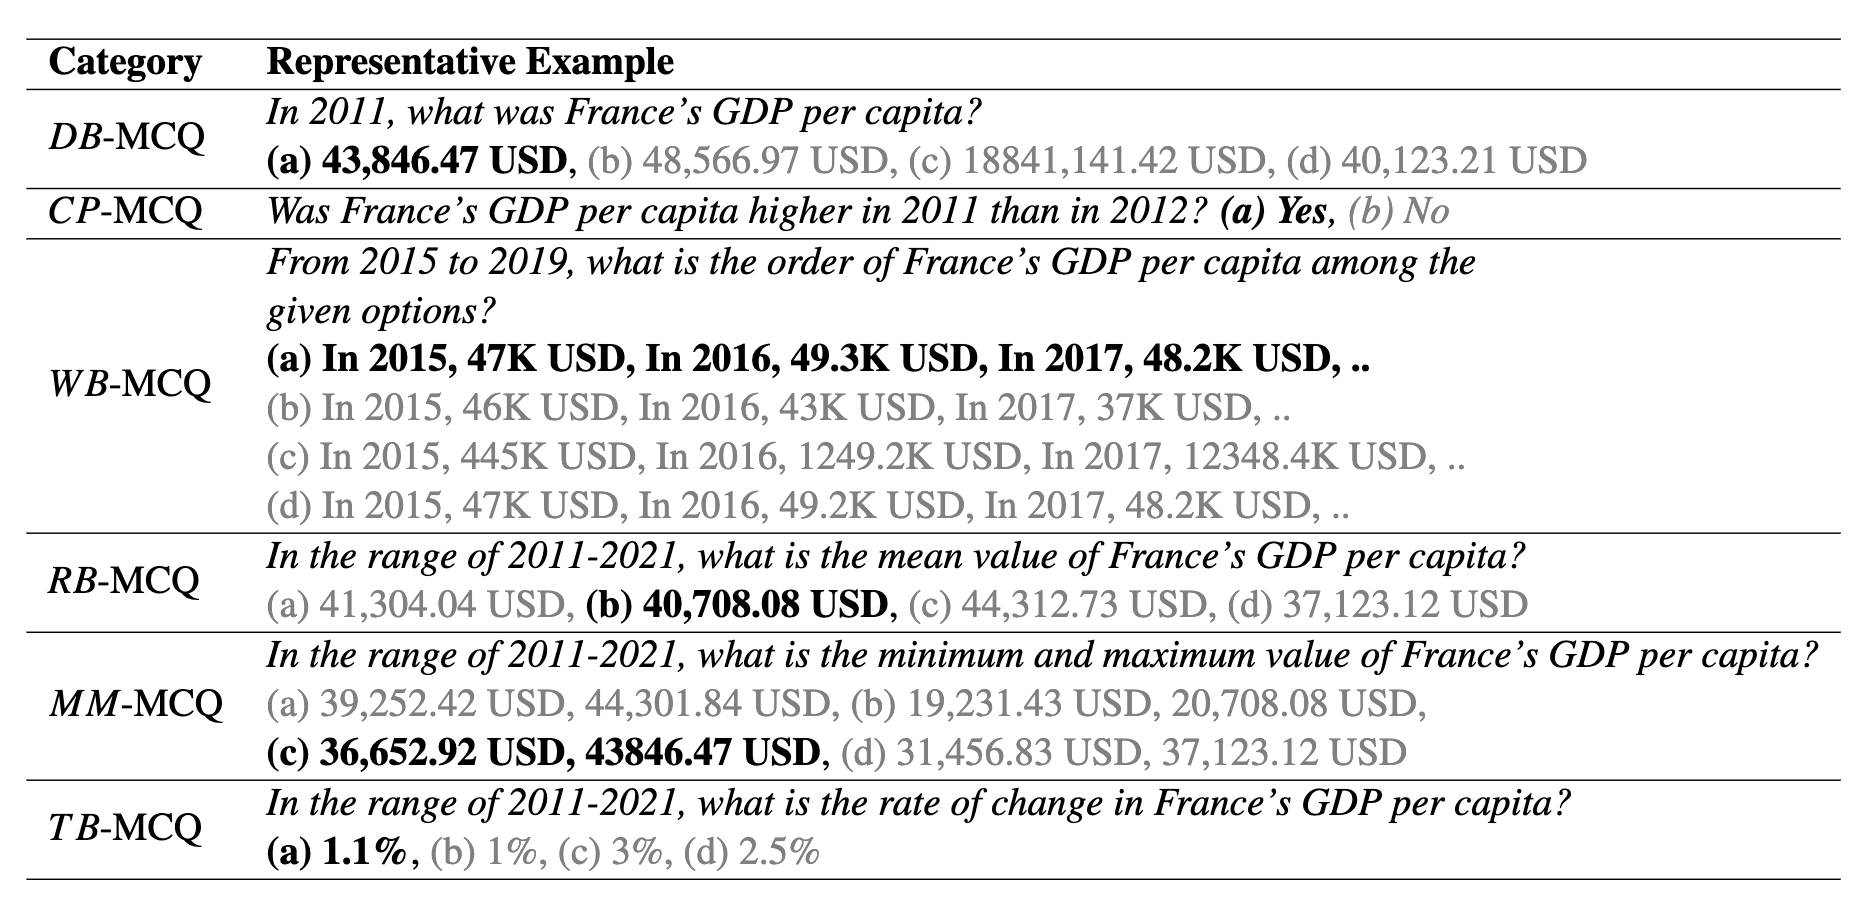 Category Representative Example
In 2011, what was France's GDP per capita?
DB-MCQ
(a) 43,846.47 USD, (b) 48,566.97 USD, (c) 18841,141.42 USD, (d) 40,123.21 USD
CP-MCQ Was France's GDP per capita higher in 2011 than in 2012? (a) Yes, (b) No
From 2015 to 2019, what is the order of France's GDP per capita among the
given options?
(a) In 2015, 47K USD, In 2016, 49.3K USD, In 2017, 48.2K USD, ..
WB-MCQ
(b) In 2015, 46K USD, In 2016, 43K USD, In 2017, 37K USD, ..
(c) In 2015, 445K USD, In 2016, 1249.2K USD, In 2017, 12348.4K USD, ..
(d) In 2015, 47K USD, In 2016, 49.2K USD, In 2017, 48.2K USD, ..
In the range of 2011-2021, what is the mean value of France's GDP per capita?
RB-MCQ
(a) 41,304.04 USD, (b) 40,708.08 USD, (c) 44,312.73 USD, (d) 37,123.12 USD
In the range of 2011-2021, what is the minimum and maximum value of France's GDP per capita?
MM-MCQ
(a) 39,252.42 USD, 44,301.84 USD, (b) 19,231.43 USD, 20,708.08 USD,
(c) 36,652.92 USD, 43846.47 USD, (d) 31,456.83 USD, 37,123.12 USD
In the range of 2011-2021, what is the rate of change in France's GDP per capita?
TB-MCQ
(a) 1.1%, (b) 1%, (c) 3%, (d) 2.5%